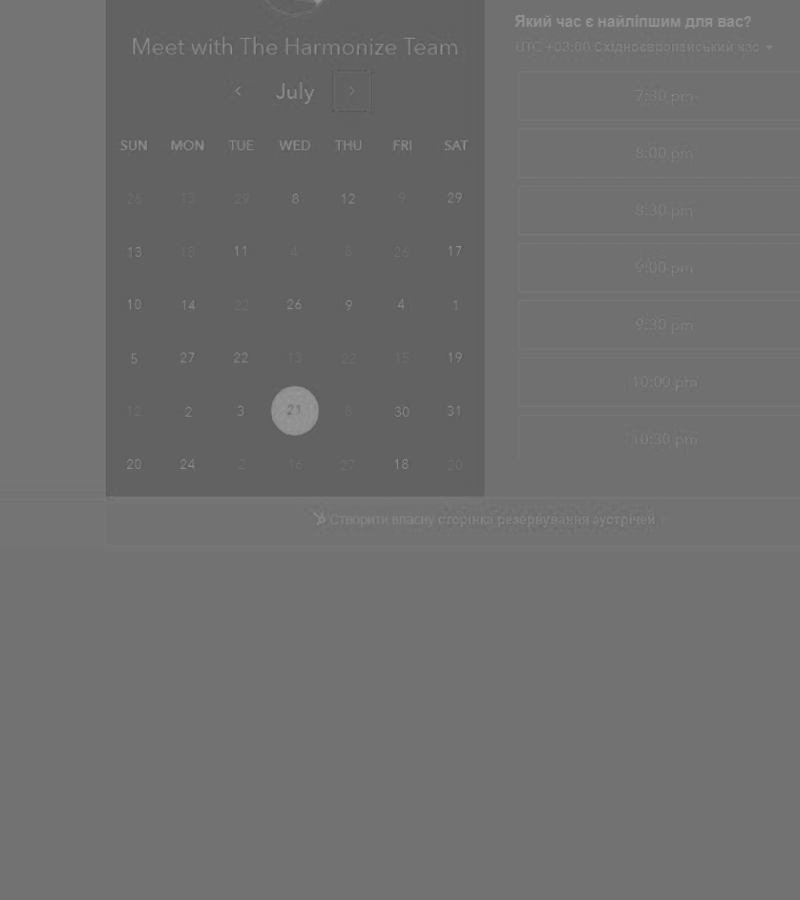 Meet with The Harmonize Team
July
SUN MON TUE WED THU FRI SAT
26 13 29 8 12 9 29
13 18 11 4 8 26 17
10 14 22 26 9 4 1
5 27 22 13 22 15 19
12 2 3 21 8 30 31
20 24 2 16 27 18 20
Який час є найліпшим для вас?
UTC +03:00 Східноєвропейський час
7:30 pm
8:00 pm
8:30 pm
9:00 pm
9:30 pm
10:00 pm
10:30 pm
Створити власну сторінка резервування зустрічей